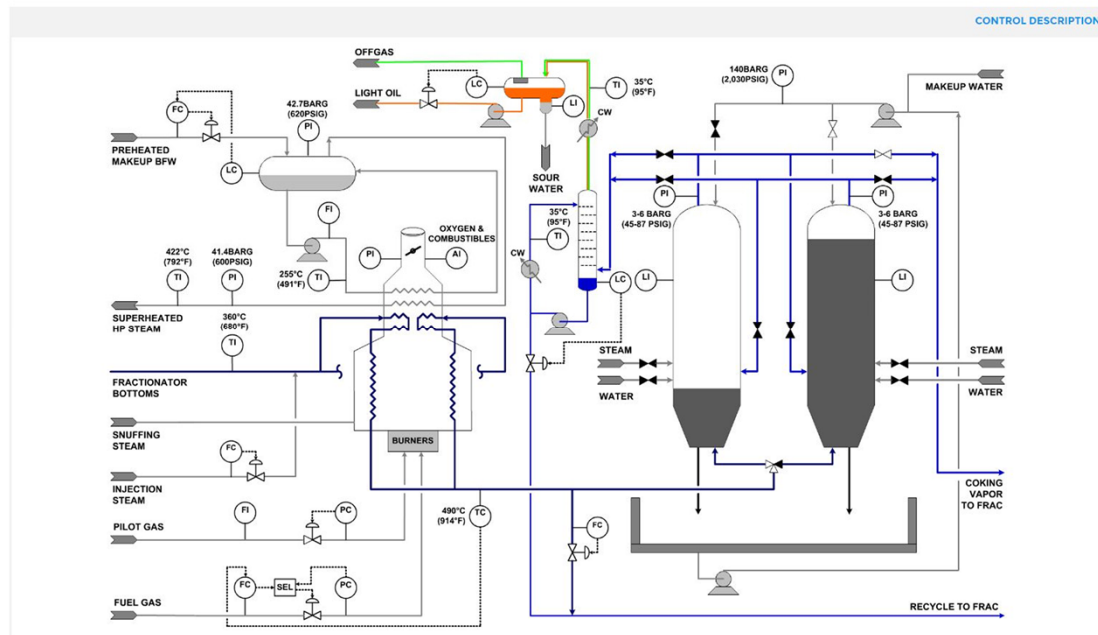 CONTROL DESCRIPTION
OFFGAS
LC
LIGHT OIL
LI
SOUR
WATER
TI
35°C
(95°F)
CW
140BARG
(2,030PSIG)
PI
MAKEUP WATER
FC
42.7BARG
(620PSIG)
PI
PREHEATED
MAKEUP BFW
LC
FI
OXYGEN &
COMBUSTIBLES
PI
AI
422°C
(792°F)
TI
41.4BARG
(600PSIG)
PI
255°C
(491°F)
TI
SUPERHEATED
HP STEAM
360°C
(680°F)
TI
FRACTIONATOR
BOTTOMS
SNUFFING
STEAM
FC
INJECTION
STEAM
BURNERS
FI
PC
PILOT GAS
490°C
(914°F)
TC
FC
SEL
PC
FUEL GAS
35°C
(95°F)
TI
CW
LC
PI
3-6 BARG
(45-87 PSIG)
PI
3-6 BARG
(45-87 PSIG)
LI
LI
STEAM
WATER
STEAM
WATER
FC
COKING
VAPOR
TO FRAC
RECYCLE TO FRAC